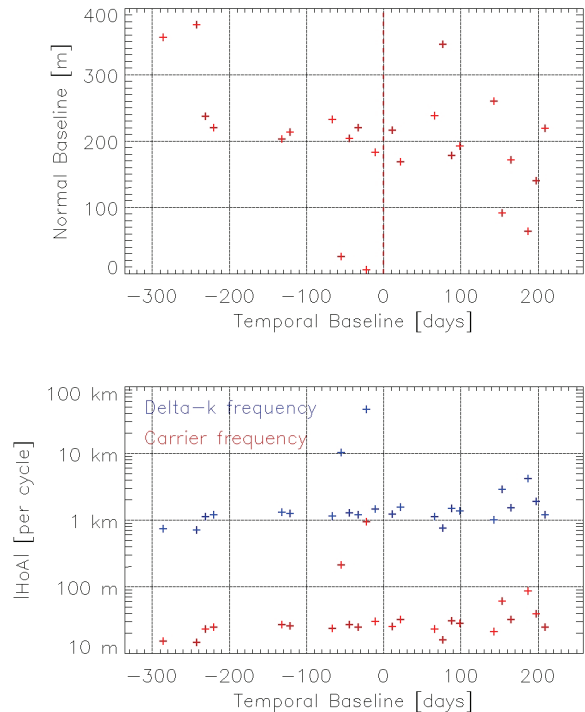 400
300
200
100
0
Normal Baseline [m]
−300 −200 −100 0 100 200
Temporal Baseline [days]
100 km
10 km
1 km
100 m
10 m
|HoA| [per cycle]
Delta−k frequency
Carrier frequency
−300 −200 −100 0 100 200
Temporal Baseline [days]